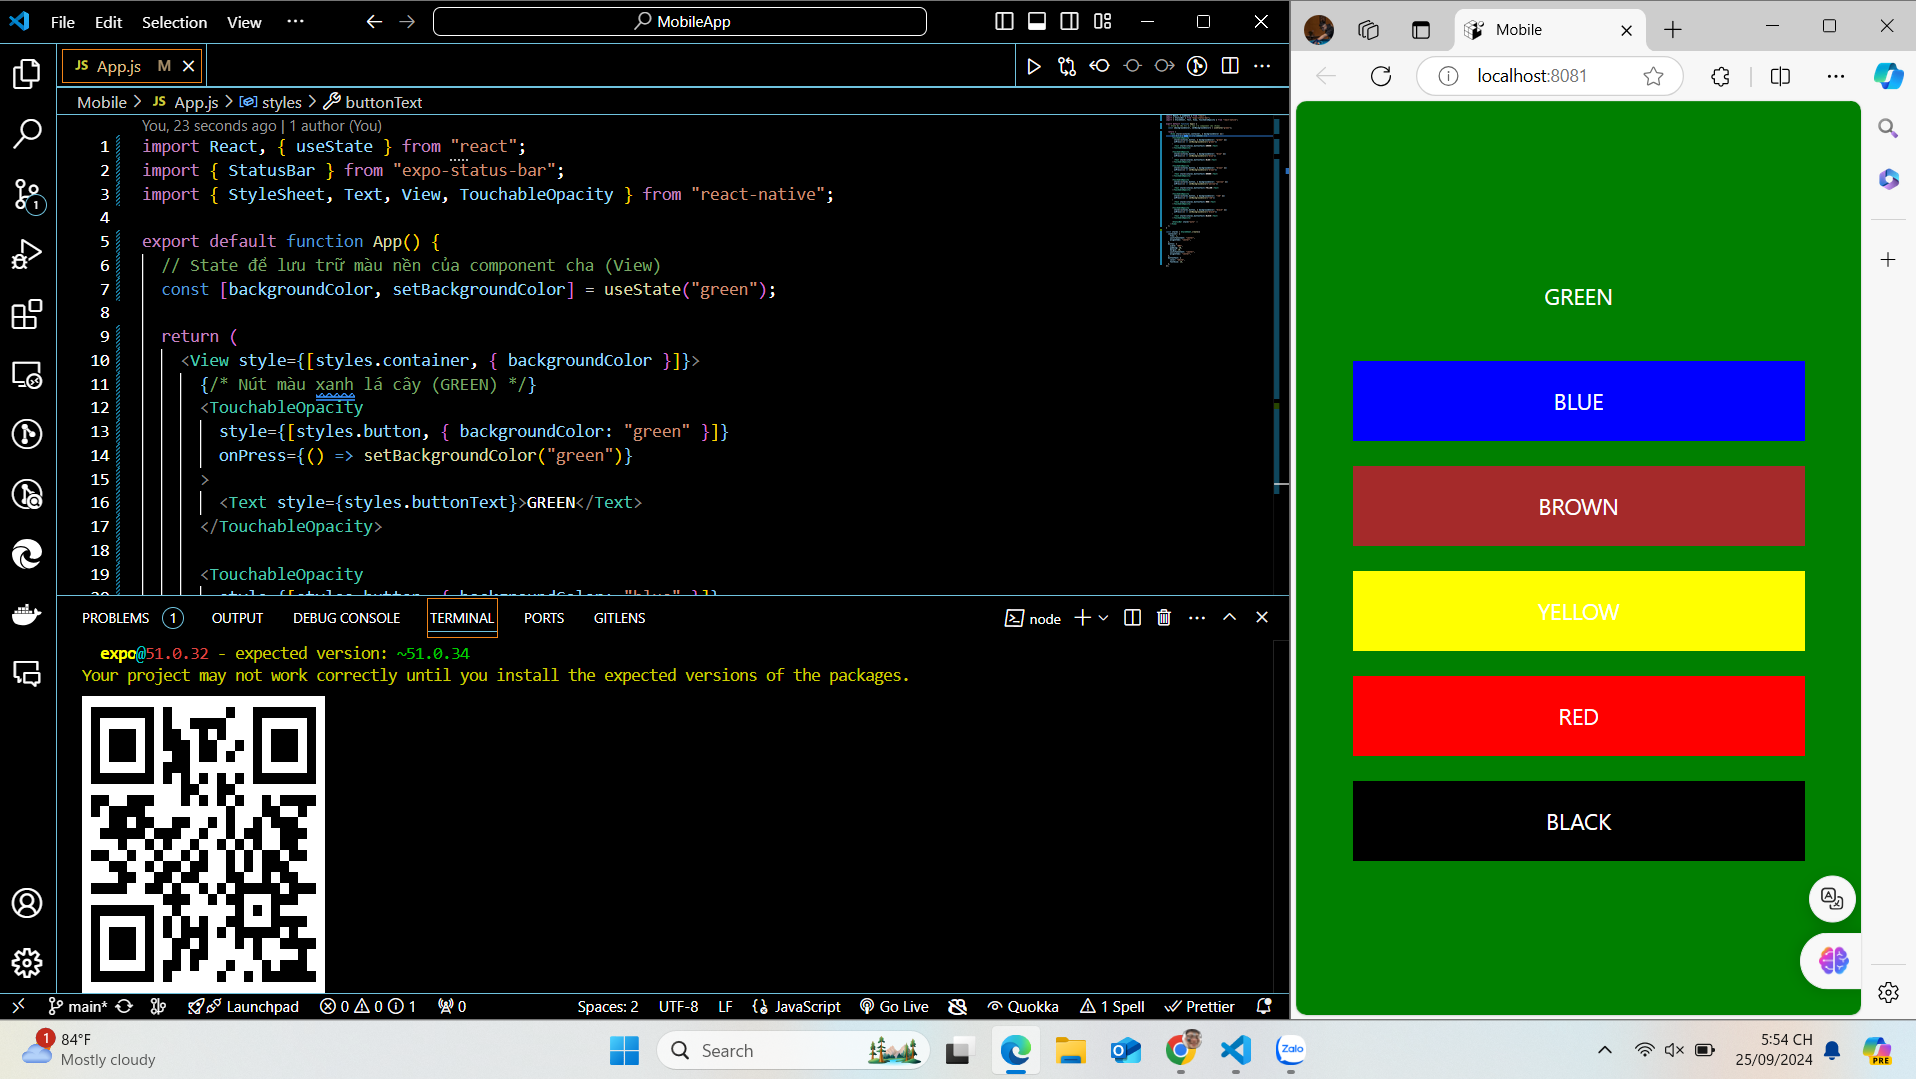 File Edit Selection View ···
MobileApp
JS App.js M
Mobile > JS App.js > styles > buttonText
You, 23 seconds ago | 1 author (You)
1 import React, { useState } from "react";
2 import { StatusBar } from "expo-status-bar";
3 import { StyleSheet, Text, View, TouchableOpacity } from "react-native";
4
5 export default function App() {
6 // State để lưu trữ màu nền của component cha (View)
7 const [backgroundColor, setBackgroundColor] = useState("green");
8
9 return (
10 <View style={[styles.container, { backgroundColor }]}>
11 {/* Nút màu xanh lá cây (GREEN) */}
12 <TouchableOpacity
13 style={[styles.button, { backgroundColor: "green" }]}
14 onPress={() => setBackgroundColor("green")}
15 >
16 <Text style={styles.buttonText}>GREEN</Text>
17 </TouchableOpacity>
18
19 <TouchableOpacity
20 style={[styles.button, { backgroundColor: "blue" }]}
PROBLEMS 1 OUTPUT DEBUG CONSOLE TERMINAL PORTS GITLENS
node
expo@51.0.32 - expected version: ~51.0.34
Your project may not work correctly until you install the expected versions of the packages.
1
main* Launchpad 0 0 1 0
Spaces: 2 UTF-8 LF {} JavaScript Go Live Quokka 1 Spell Prettier
Mobile
localhost:8081
GREEN
BLUE
BROWN
YELLOW
RED
BLACK
1
84°F
Mostly cloudy
Search
Zalo
5:54 CH
25/09/2024
PRE